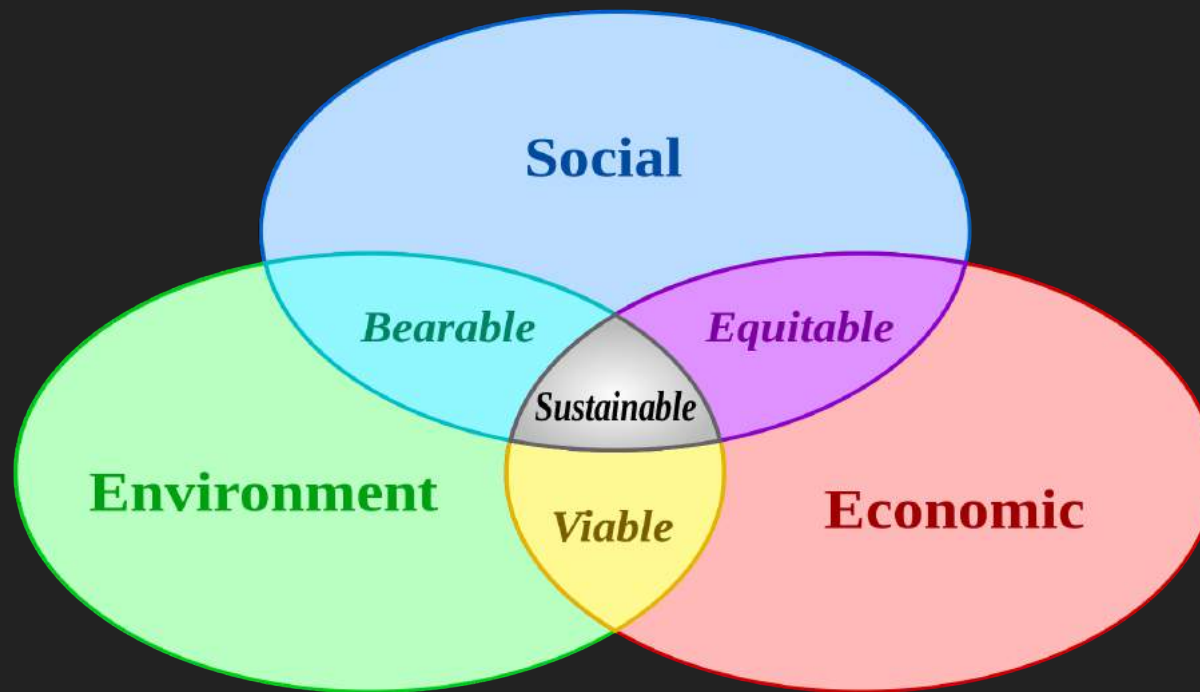 Social
Bearable
Equitable
Sustainable
Environment
Economic
Viable